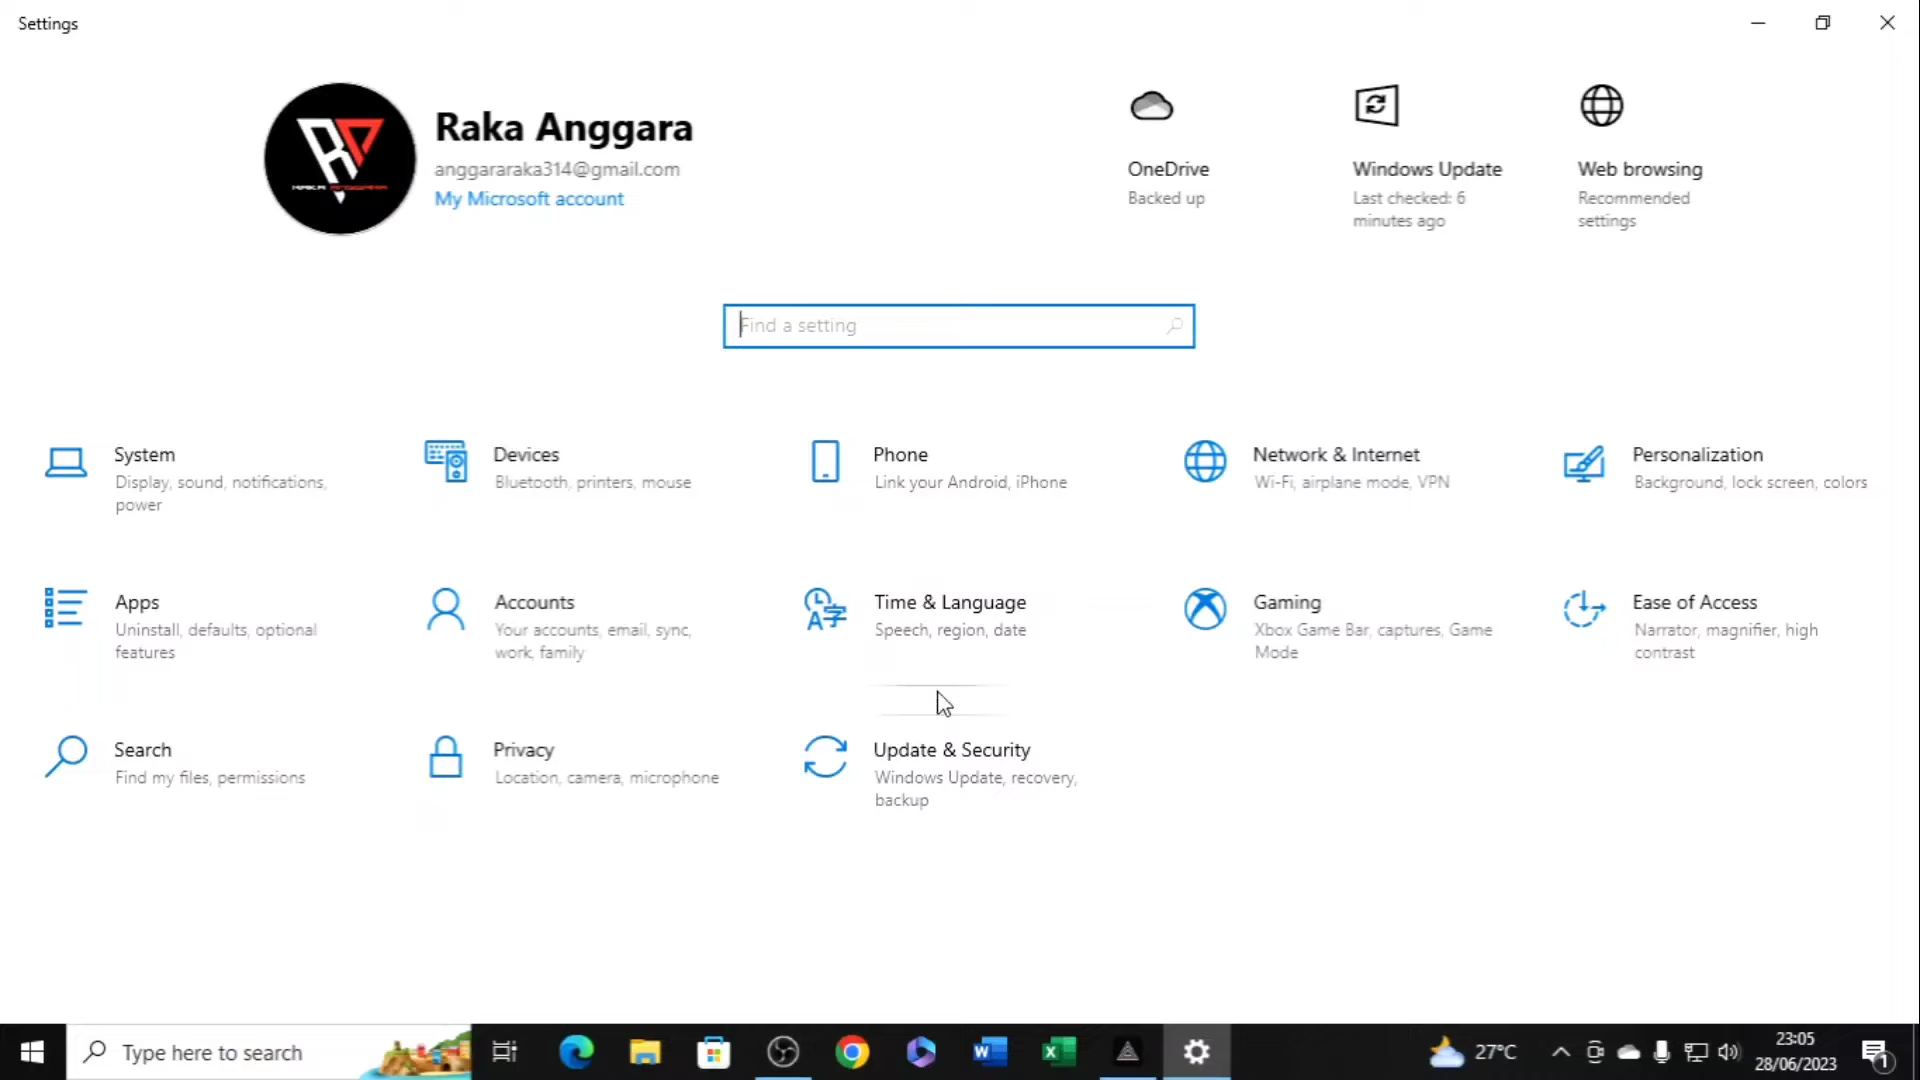 Settings
Raka Anggara
anggararaka314@gmail.com
My Microsoft account
OneDrive
Backed up
Windows Update
Last checked: 6
minutes ago
Web browsing
Recommended
settings
Find a setting
System
Display, sound, notifications,
power
Devices
Bluetooth, printers, mouse
Phone
Link your Android, iPhone
Network & Internet
Wi-Fi, airplane mode, VPN
Personalization
Background, lock screen, colors
Apps
Uninstall, defaults, optional
features
Accounts
Your accounts, email, sync,
work, family
Time & Language
Speech, region, date
Gaming
Xbox Game Bar, captures, Game
Mode
Ease of Access
Narrator, magnifier, high
contrast
Search
Find my files, permissions
Privacy
Location, camera, microphone
Update & Security
Windows Update, recovery,
backup
Type here to search
27°C
23:05
28/06/2023
1